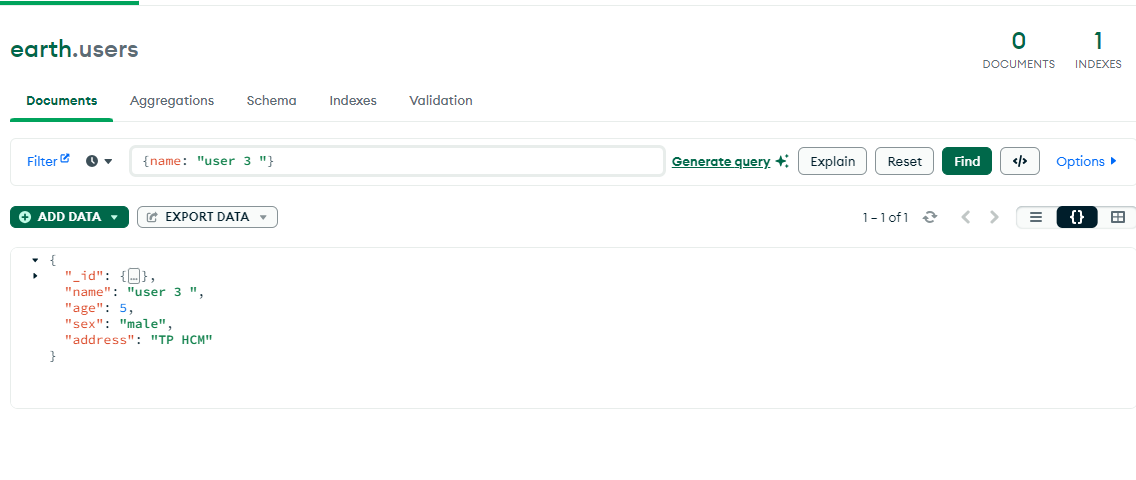 earth.users
0 1
DOCUMENTS INDEXES
Documents Aggregations Schema Indexes Validation
Filter {name: "user 3 "} Generate query Explain Reset Find </> Options
ADD DATA EXPORT DATA 1 – 1 of 1 {}
{
"_id": {…},
"name": "user 3 ",
"age": 5,
"sex": "male",
"address": "TP HCM"
}